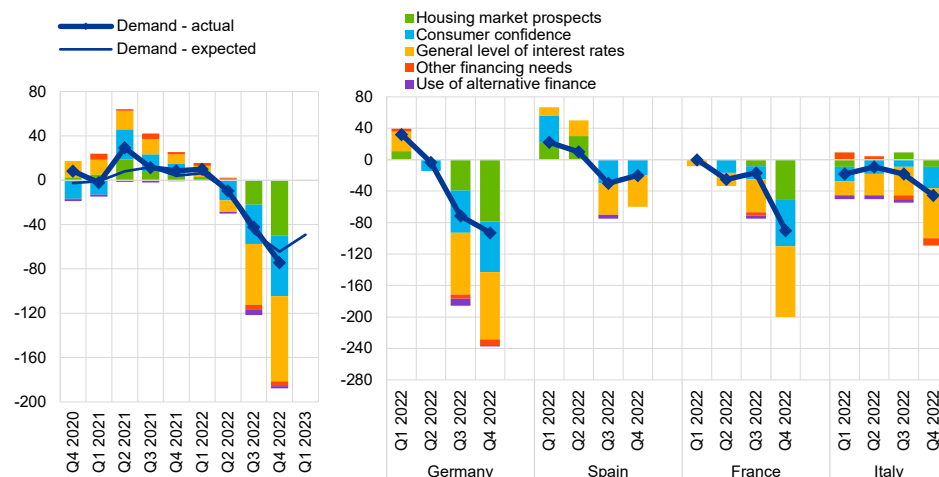 Demand - actual
Demand - expected
Housing market prospects
Consumer confidence
General level of interest rates
Other financing needs
Use of alternative finance
80
40
0
-40
-80
-120
-160
-200
Q4 2020
Q1 2021
Q2 2021
Q3 2021
Q4 2021
Q1 2022
Q2 2022
Q3 2022
Q4 2022
Q1 2023
80
40
0
-40
-80
-120
-160
-200
-240
-280
Q1 2022
Q2 2022
Q3 2022
Q4 2022
Q1 2022
Q2 2022
Q3 2022
Q4 2022
Q1 2022
Q2 2022
Q3 2022
Q4 2022
Q1 2022
Q2 2022
Q3 2022
Q4 2022
Germany
Spain
France
Italy